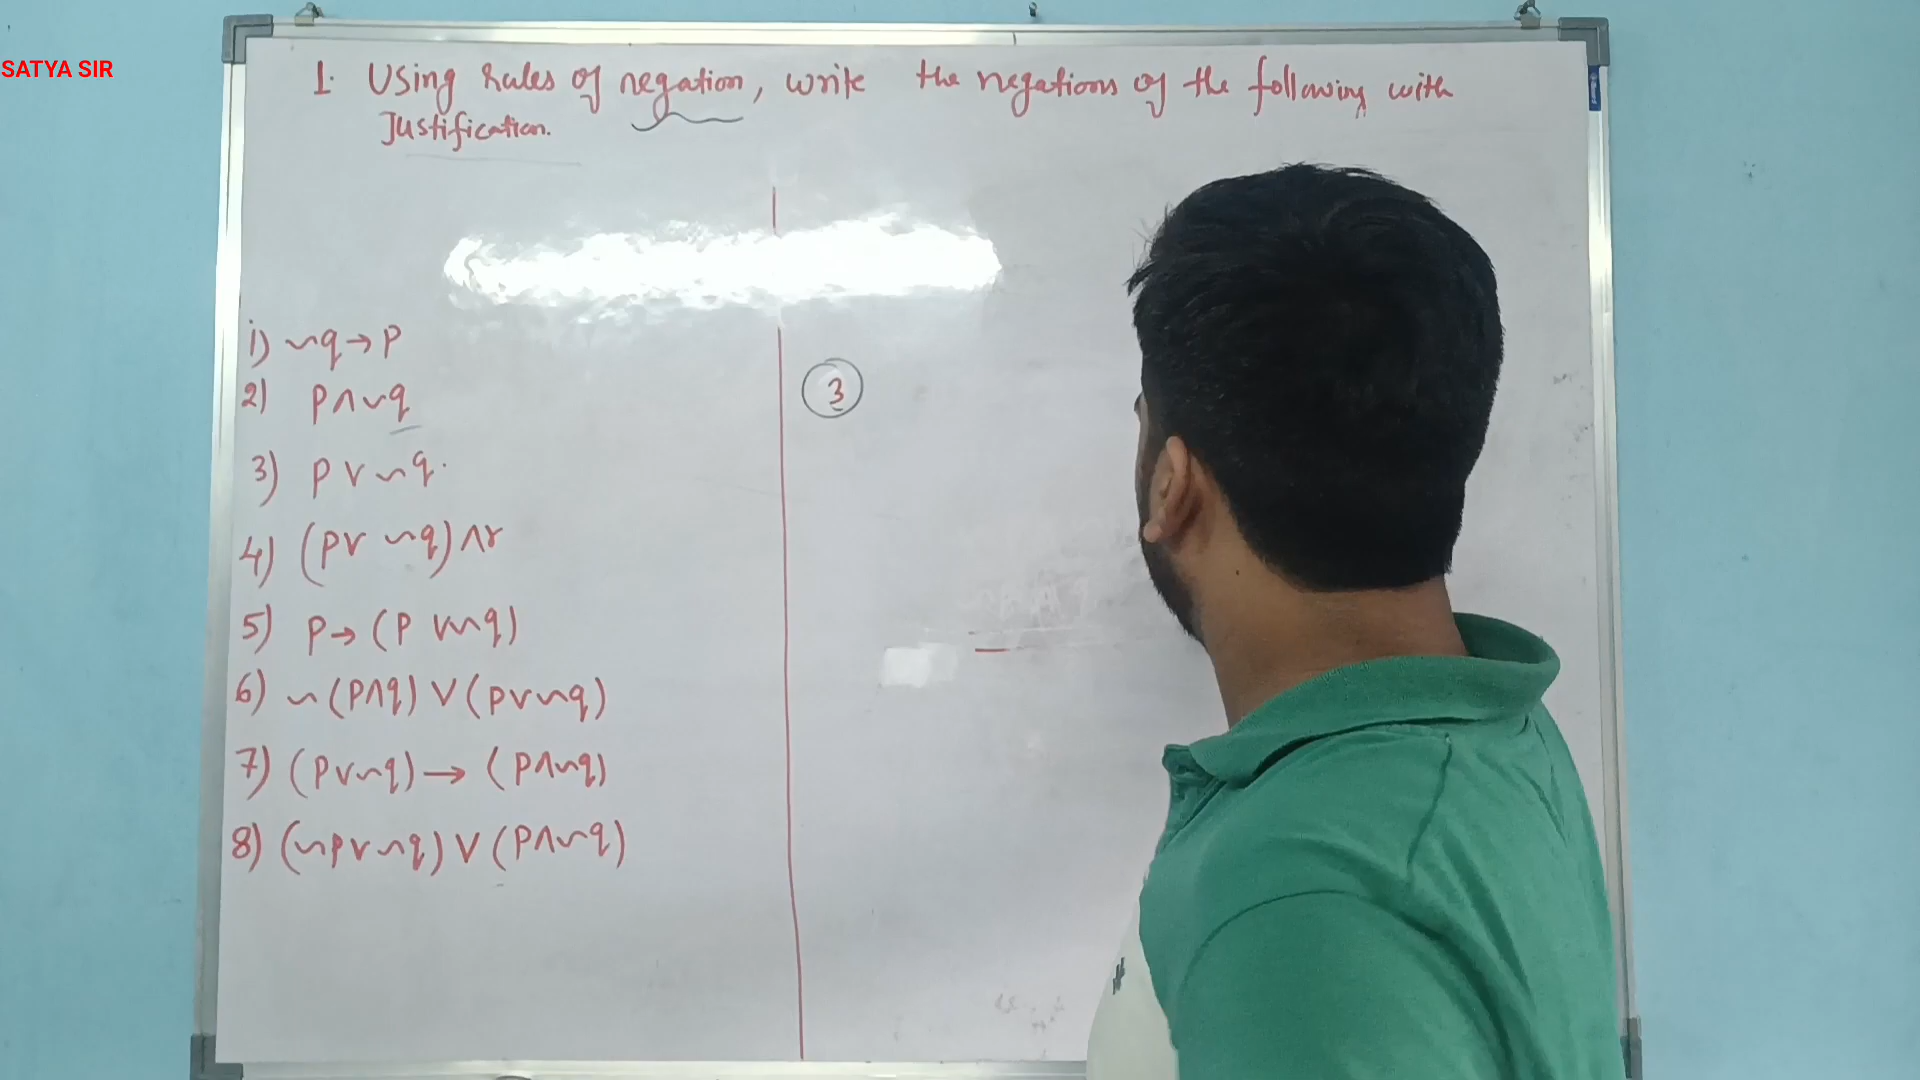 SATYA SIR
1. Using rules of negation, write the negations of the following with
Justification.
1) ~q→p
2) p∧~q
3) p∨~q.
4) (p∨ ~q)∧r
5) p→(p ∨~q)
6) ~(p∧q)∨(p∨~q)
7) (p∨~q)→(p∧~q)
8) (~p∨~q)∨(p∧~q)
3